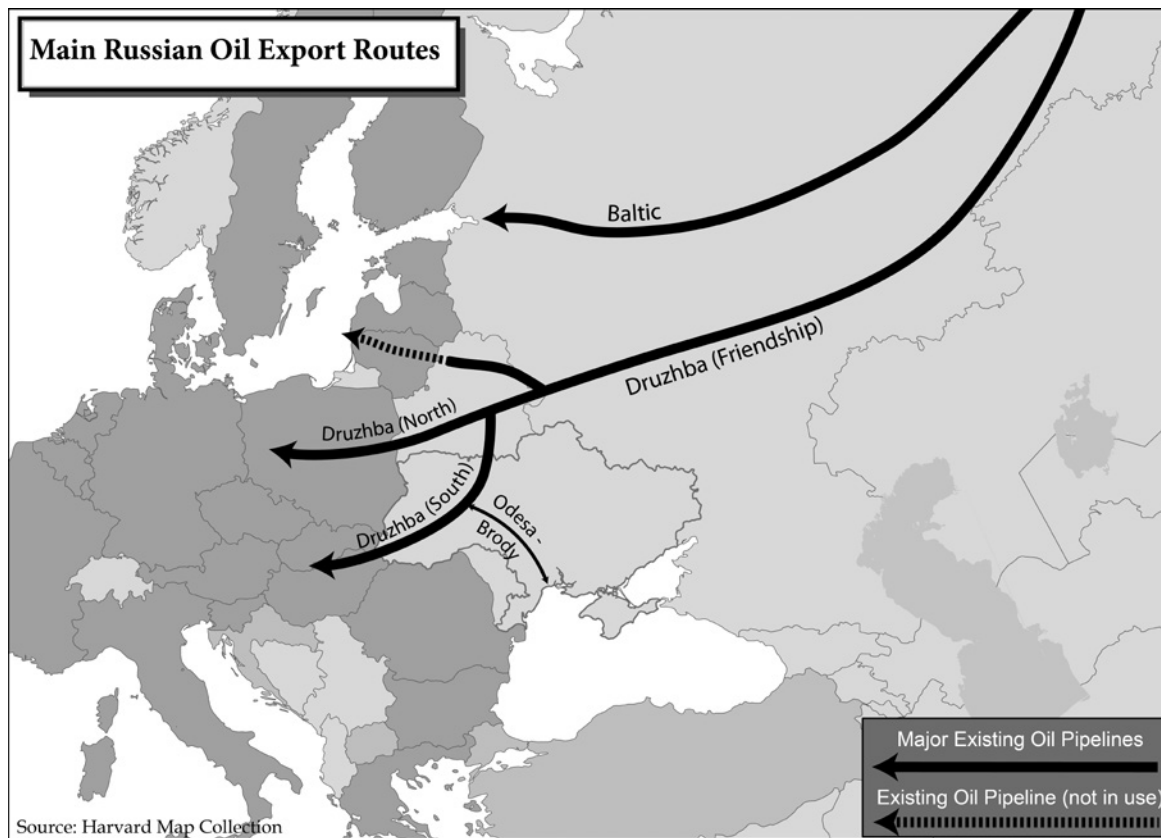 Main Russian Oil Export Routes
Baltic
Druzhba (Friendship)
Druzhba (North)
Druzhba (South)
Odesa -
Brody
Major Existing Oil Pipelines
Existing Oil Pipeline (not in use)
Source: Harvard Map Collection